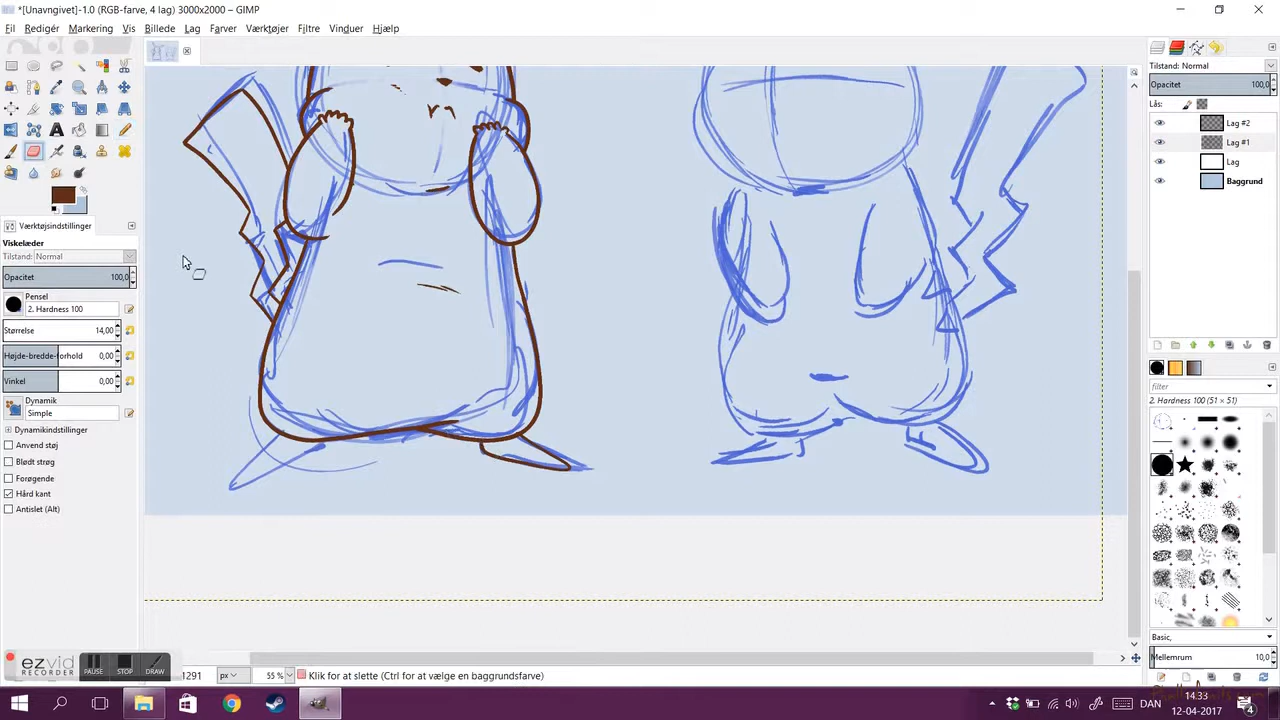 *[Unavngivet]-1.0 (RGB-farve, 4 lag) 3000x2000 – GIMP
Fil Redigér Markering Vis Billede Lag Farver Værktøjer Filtre Vinduer Hjælp
Tilstand: Normal
Opacitet 100,0
Lås:
Lag #2
Lag #1
Lag
Baggrund
Værktøjsindstillinger
Viskelæder
Tilstand: Normal
Opacitet 100,0
Pensel
2. Hardness 100
Størrelse 14,00
Højde-bredde-forhold 0,00
Vinkel 0,00
Dynamik
Simple
Dynamikindstillinger
Anvend støj
Blødt strøg
Forøgende
Hård kant
Antislet (Alt)
filter
2. Hardness 100 (51 × 51)
Basic,
Mellemrum 10,0
ezvid
RECORDER
PAUSE STOP DRAW
1291 px 55 % Klik for at slette (Ctrl for at vælge en baggrundsfarve)
DAN
14.33
12-04-2017
4